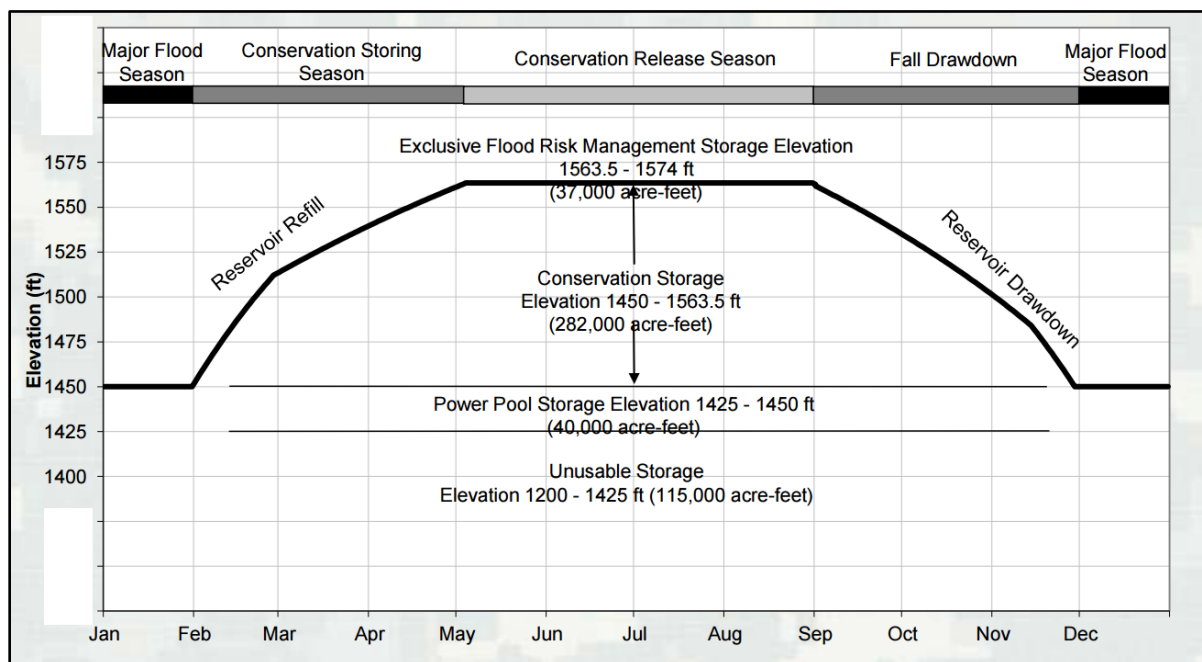 Major Flood
Season
Conservation Storing
Season
Conservation Release Season
Fall Drawdown
Major Flood
Season
Exclusive Flood Risk Management Storage Elevation
1563.5 - 1574 ft
(37,000 acre-feet)
Reservoir Refill
Reservoir Drawdown
Conservation Storage
Elevation 1450 - 1563.5 ft
(282,000 acre-feet)
Power Pool Storage Elevation 1425 - 1450 ft
(40,000 acre-feet)
Unusable Storage
Elevation 1200 - 1425 ft (115,000 acre-feet)
Elevation (ft)
1575
1550
1525
1500
1475
1450
1425
1400
Jan
Feb
Mar
Apr
May
Jun
Jul
Aug
Sep
Oct
Nov
Dec